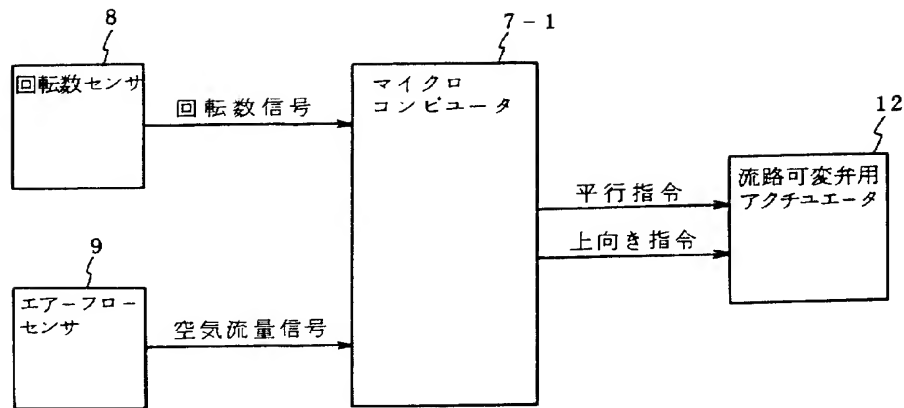 8
回転数センサ
回転数信号
9
エアーフロー
センサ
空気流量信号
7-1
マイクロ
コンピュータ
平行指令
上向き指令
12
流路可変弁用
アクチュエータ